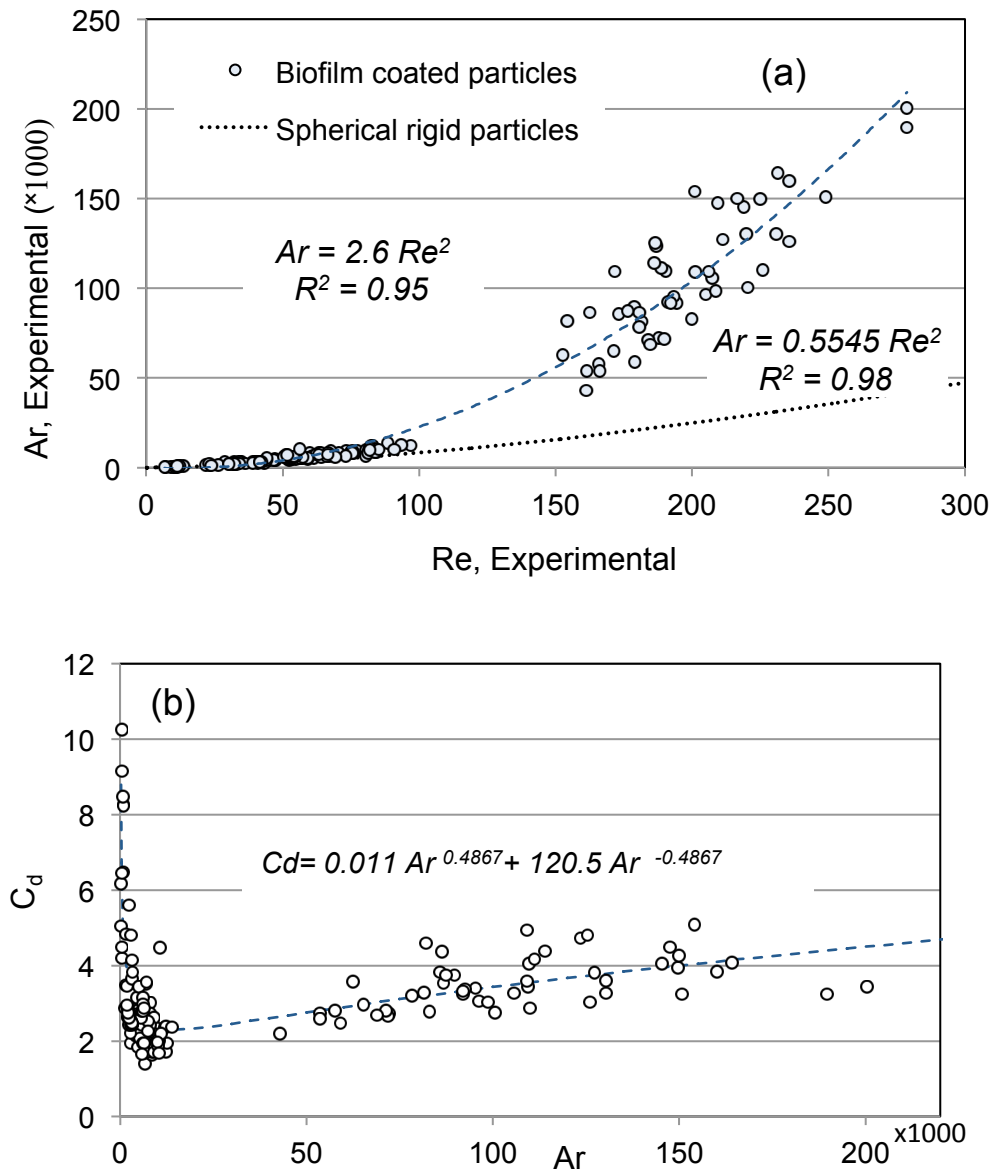 250
200
150
100
50
0
Ar, Experimental (×1000)
Biofilm coated particles
Spherical rigid particles
(a)
Ar = 2.6 Re²
R² = 0.95
Ar = 0.5545 Re²
R² = 0.98
0 50 100 150 200 250 300
Re, Experimental
12
10
8
6
4
2
0
C_d
(b)
Cd= 0.011 Ar ^0.4867 + 120.5 Ar ^-0.4867
0 50 100 150 200 x1000
Ar